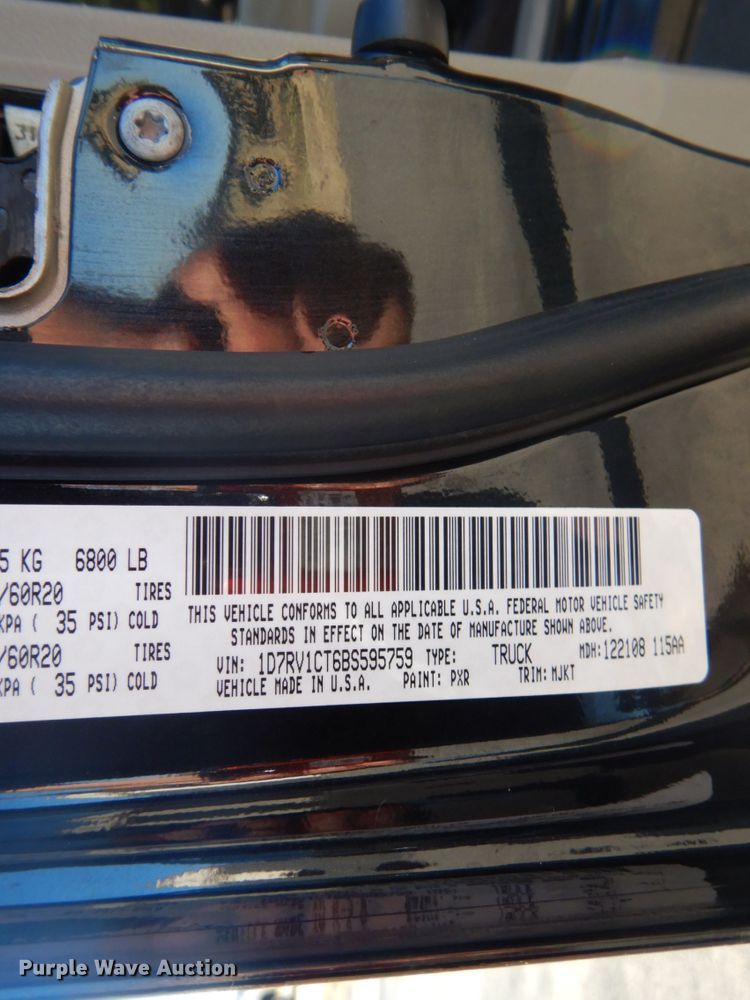 31
5 KG 6800 LB
/60R20 TIRES
KPA ( 35 PSI) COLD
/60R20
KPA ( 35 PSI) COLD
THIS VEHICLE CONFORMS TO ALL APPLICABLE U.S.A. FEDERAL MOTOR VEHICLE SAFETY
STANDARDS IN EFFECT ON THE DATE OF MANUFACTURE SHOWN ABOVE.
VIN: 1D7RV1CT6BS595759 TYPE: TRUCK MDH: 122108 115AA
VEHICLE MADE IN U.S.A. PAINT: PXR TRIM: MJKT
Purple Wave Auction